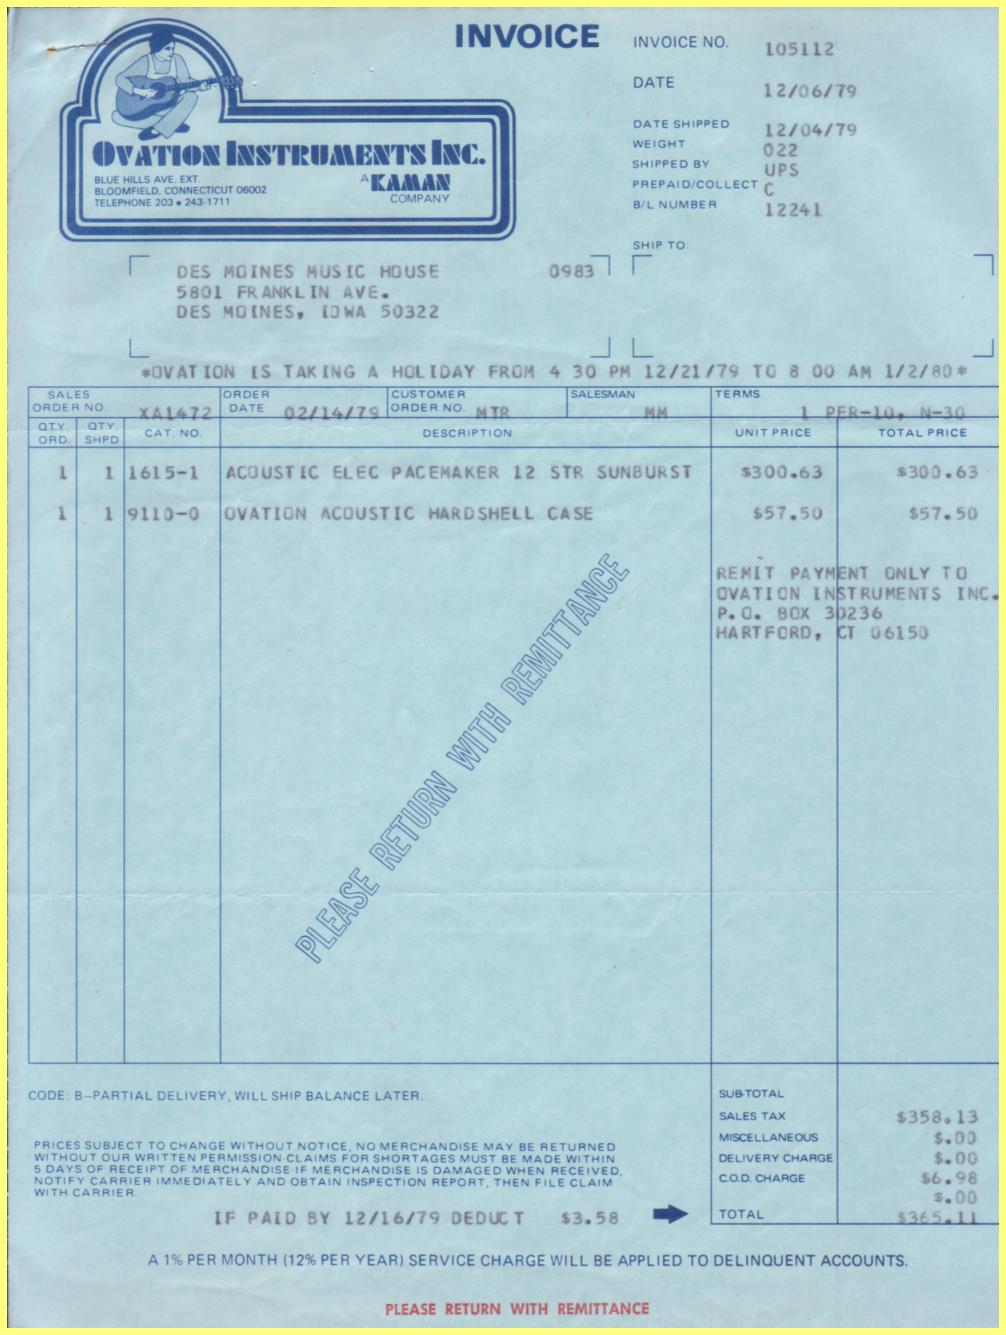 INVOICE
INVOICE NO. 105112
DATE 12/06/79
DATE SHIPPED 12/04/79
WEIGHT 022
SHIPPED BY UPS
PREPAID/COLLECT C
B/L NUMBER 12241
OVATION INSTRUMENTS INC.
BLUE HILLS AVE. EXT.
BLOOMFIELD, CONNECTICUT 06002
TELEPHONE 203 • 243-1711
A KAMAN
COMPANY
SHIP TO:
DES MOINES MUSIC HOUSE 0983
5801 FRANKLIN AVE.
DES MOINES, IOWA 50322
*OVATION IS TAKING A HOLIDAY FROM 4 30 PM 12/21/79 TO 8 00 AM 1/2/80*
SALES ORDER NO. XA1472 ORDER DATE 02/14/79 CUSTOMER ORDER NO. MTR SALESMAN MM TERMS 1 PER-10, N-30
QTY. ORD. QTY. SHPD CAT. NO. DESCRIPTION UNIT PRICE TOTAL PRICE
1 1 1615-1 ACOUSTIC ELEC PACEMAKER 12 STR SUNBURST $300.63 $300.63
1 1 9110-0 OVATION ACOUSTIC HARDSHELL CASE $57.50 $57.50
REMIT PAYMENT ONLY TO
OVATION INSTRUMENTS INC.
P.O. BOX 30236
HARTFORD, CT 06150
PLEASE RETURN WITH REMITTANCE
CODE: B-PARTIAL DELIVERY, WILL SHIP BALANCE LATER.
SUB-TOTAL
SALES TAX $358.13
MISCELLANEOUS $.00
DELIVERY CHARGE $.00
C.O.D. CHARGE $6.98
$.00
TOTAL $365.11
PRICES SUBJECT TO CHANGE WITHOUT NOTICE, NO MERCHANDISE MAY BE RETURNED
WITHOUT OUR WRITTEN PERMISSION-CLAIMS FOR SHORTAGES MUST BE MADE WITHIN
5 DAYS OF RECEIPT OF MERCHANDISE-IF MERCHANDISE IS DAMAGED WHEN RECEIVED,
NOTIFY CARRIER IMMEDIATELY AND OBTAIN INSPECTION REPORT, THEN FILE CLAIM
WITH CARRIER.
IF PAID BY 12/16/79 DEDUCT $3.58
A 1% PER MONTH (12% PER YEAR) SERVICE CHARGE WILL BE APPLIED TO DELINQUENT ACCOUNTS.
PLEASE RETURN WITH REMITTANCE